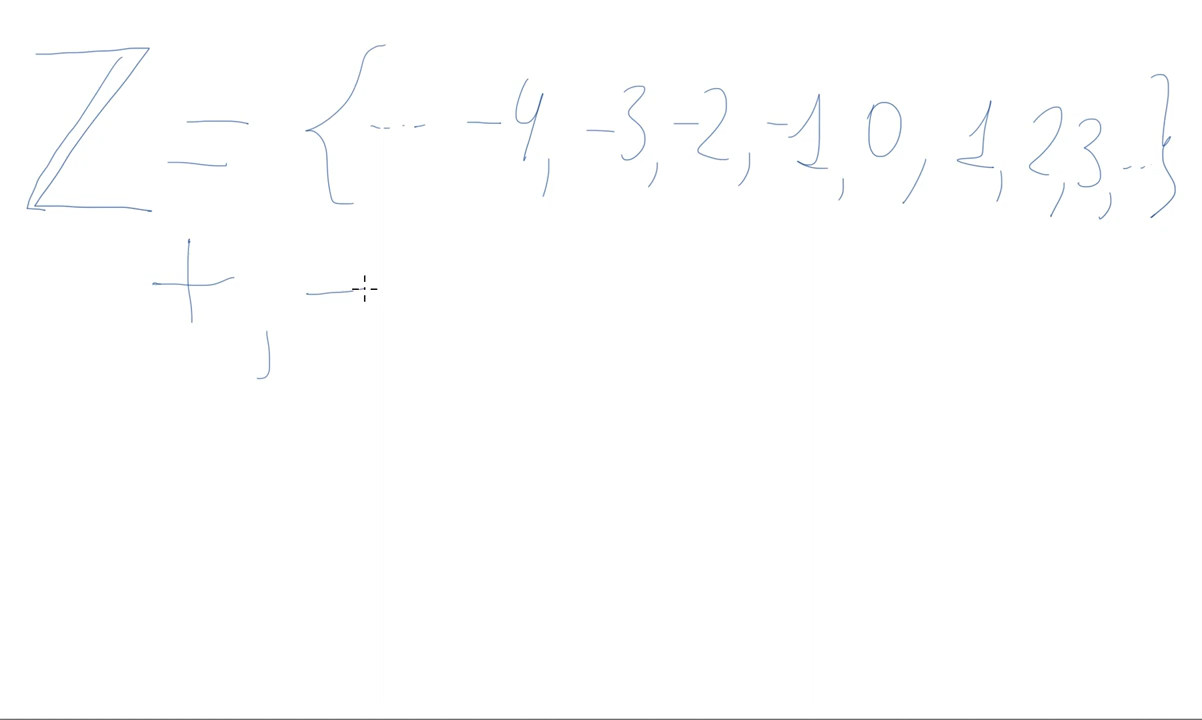 ℤ = {... -4, -3, -2, -1, 0, 1, 2, 3, ..}
+ , -